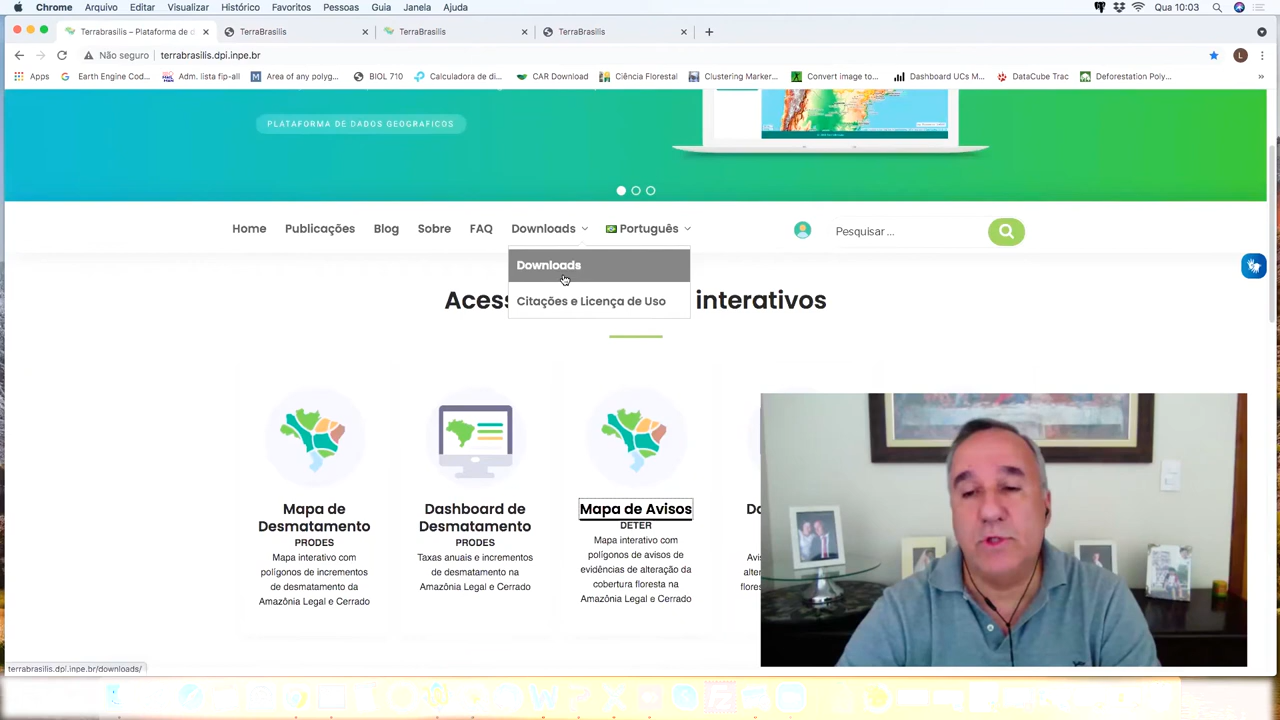 Chrome Arquivo Editar Visualizar Histórico Favoritos Pessoas Guia Janela Ajuda
Qua 10:03
Terrabrasilis – Plataforma de
TerraBrasilis
TerraBrasilis
TerraBrasilis
Não seguro
terrabrasilis.dpi.inpe.br
L
Apps
Earth Engine Cod...
Adm. lista fip-all
Area of any polyg...
BIOL 710
Calculadora de di...
CAR Download
Ciência Florestal
Clustering Marker...
Convert image to...
Dashboard UCs M...
DataCube Trac
Deforestation Poly...
PLATAFORMA DE DADOS GEOGRAFICOS
Home Publicações Blog Sobre FAQ Downloads Português
Pesquisar ...
Downloads
Citações e Licença de Uso
Acess interativos
Mapa de
Desmatamento
PRODES
Mapa interativo com
polígonos de incrementos
de desmatamento da
Amazônia Legal e Cerrado
Dashboard de
Desmatamento
PRODES
Taxas anuais e incrementos
de desmatamento na
Amazônia Legal e Cerrado
Mapa de Avisos
DETER
Mapa interativo com
polígonos de avisos de
evidências de alteração da
cobertura floresta na
Amazônia Legal e Cerrado
terrabrasilis.dpi.inpe.br/downloads/